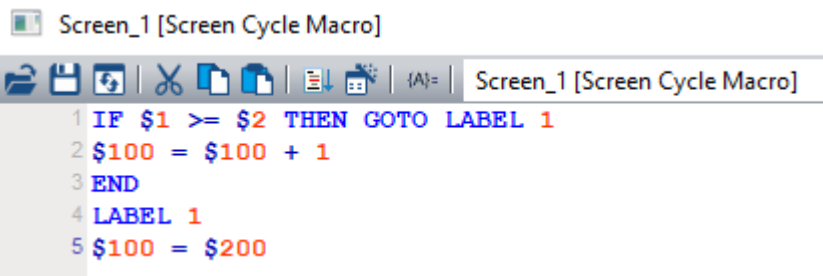 Screen_1 [Screen Cycle Macro]
{A}= Screen_1 [Screen Cycle Macro]
1 IF $1 >= $2 THEN GOTO LABEL 1
2 $100 = $100 + 1
3 END
4 LABEL 1
5 $100 = $200